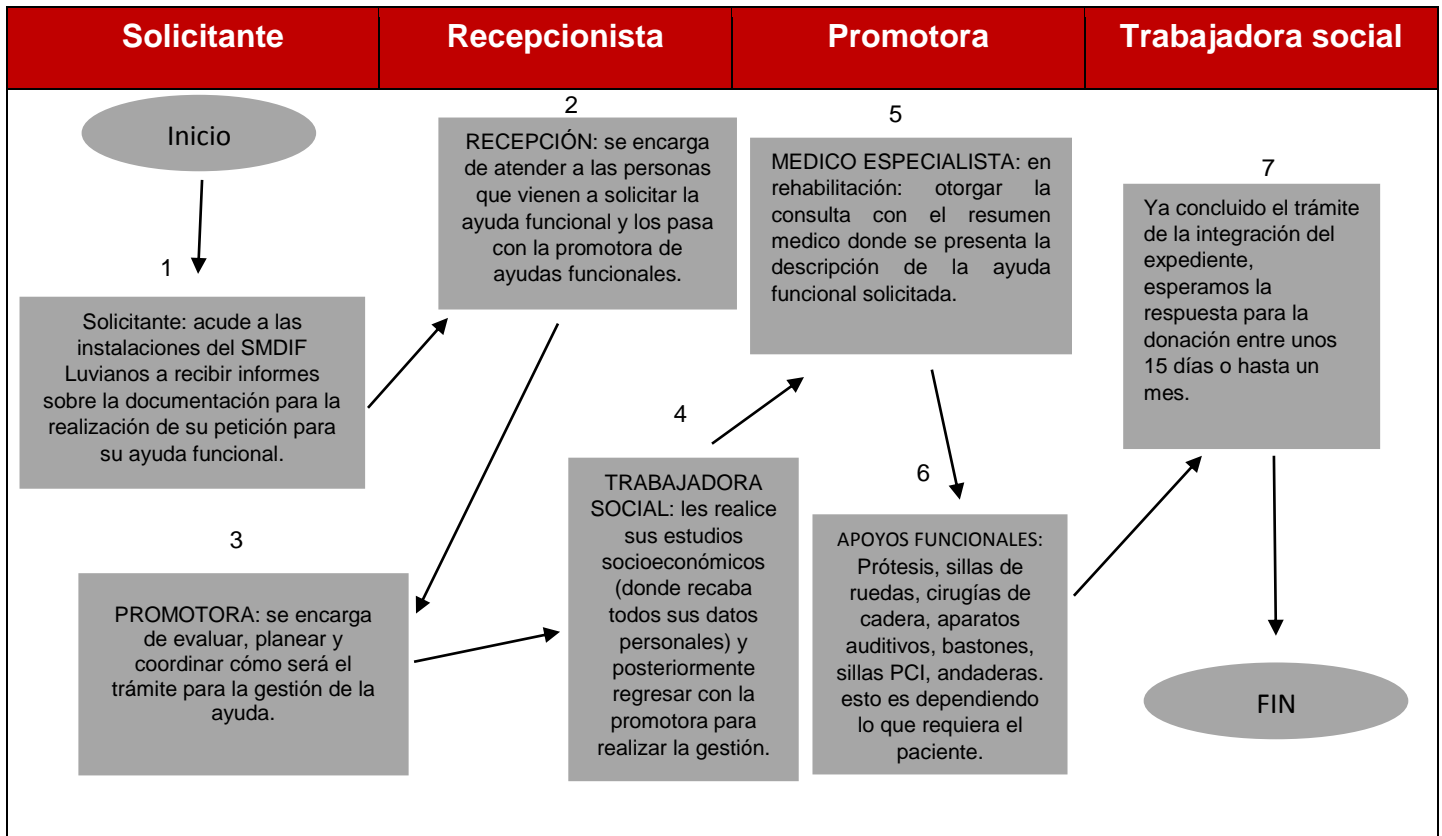 Solicitante
Recepcionista
Promotora
Trabajadora social
Inicio
1
Solicitante: acude a las
instalaciones del SMDIF
Luvianos a recibir informes
sobre la documentación para la
realización de su petición para
su ayuda funcional.
2
RECEPCIÓN: se encarga
de atender a las personas
que vienen a solicitar la
ayuda funcional y los pasa
con la promotora de
ayudas funcionales.
3
PROMOTORA: se encarga
de evaluar, planear y
coordinar cómo será el
trámite para la gestión de la
ayuda.
4
TRABAJADORA
SOCIAL: les realice
sus estudios
socioeconómicos
(donde recaba
todos sus datos
personales) y
posteriormente
regresar con la
promotora para
realizar la gestión.
5
MEDICO ESPECIALISTA: en
rehabilitación: otorgar la
consulta con el resumen
medico donde se presenta la
descripción de la ayuda
funcional solicitada.
6
APOYOS FUNCIONALES:
Prótesis, sillas de
ruedas, cirugías de
cadera, aparatos
auditivos, bastones,
sillas PCI, andaderas.
esto es dependiendo
lo que requiera el
paciente.
7
Ya concluido el trámite
de la integración del
expediente,
esperamos la
respuesta para la
donación entre unos
15 días o hasta un
mes.
FIN